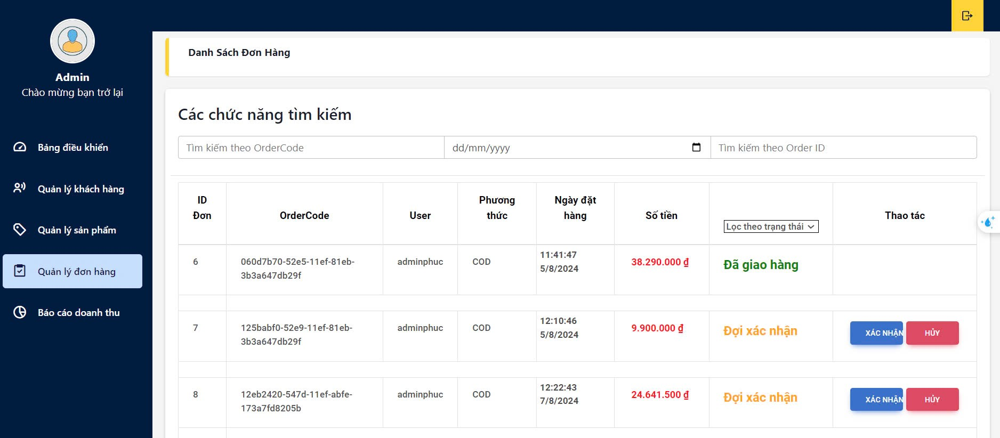 Admin
Chào mừng bạn trở lại
Bảng điều khiển
Quản lý khách hàng
Quản lý sản phẩm
Quản lý đơn hàng
Báo cáo doanh thu
Danh Sách Đơn Hàng
Các chức năng tìm kiếm
Tìm kiếm theo OrderCode
dd/mm/yyyy
Tìm kiếm theo Order ID
ID
Đơn
OrderCode
User
Phương
thức
Ngày đặt
hàng
Số tiền
Lọc theo trạng thái
Thao tác
6
060d7b70-52e5-11ef-81eb-
3b3a647db29f
adminphuc
COD
11:41:47
5/8/2024
38.290.000 ₫
Đã giao hàng
7
125babf0-52e9-11ef-81eb-
3b3a647db29f
adminphuc
COD
12:10:46
5/8/2024
9.900.000 ₫
Đợi xác nhận
XÁC NHẬN
HỦY
8
12eb2420-547d-11ef-abfe-
173a7fd8205b
adminphuc
COD
12:22:43
7/8/2024
24.641.500 ₫
Đợi xác nhận
XÁC NHẬN
HỦY